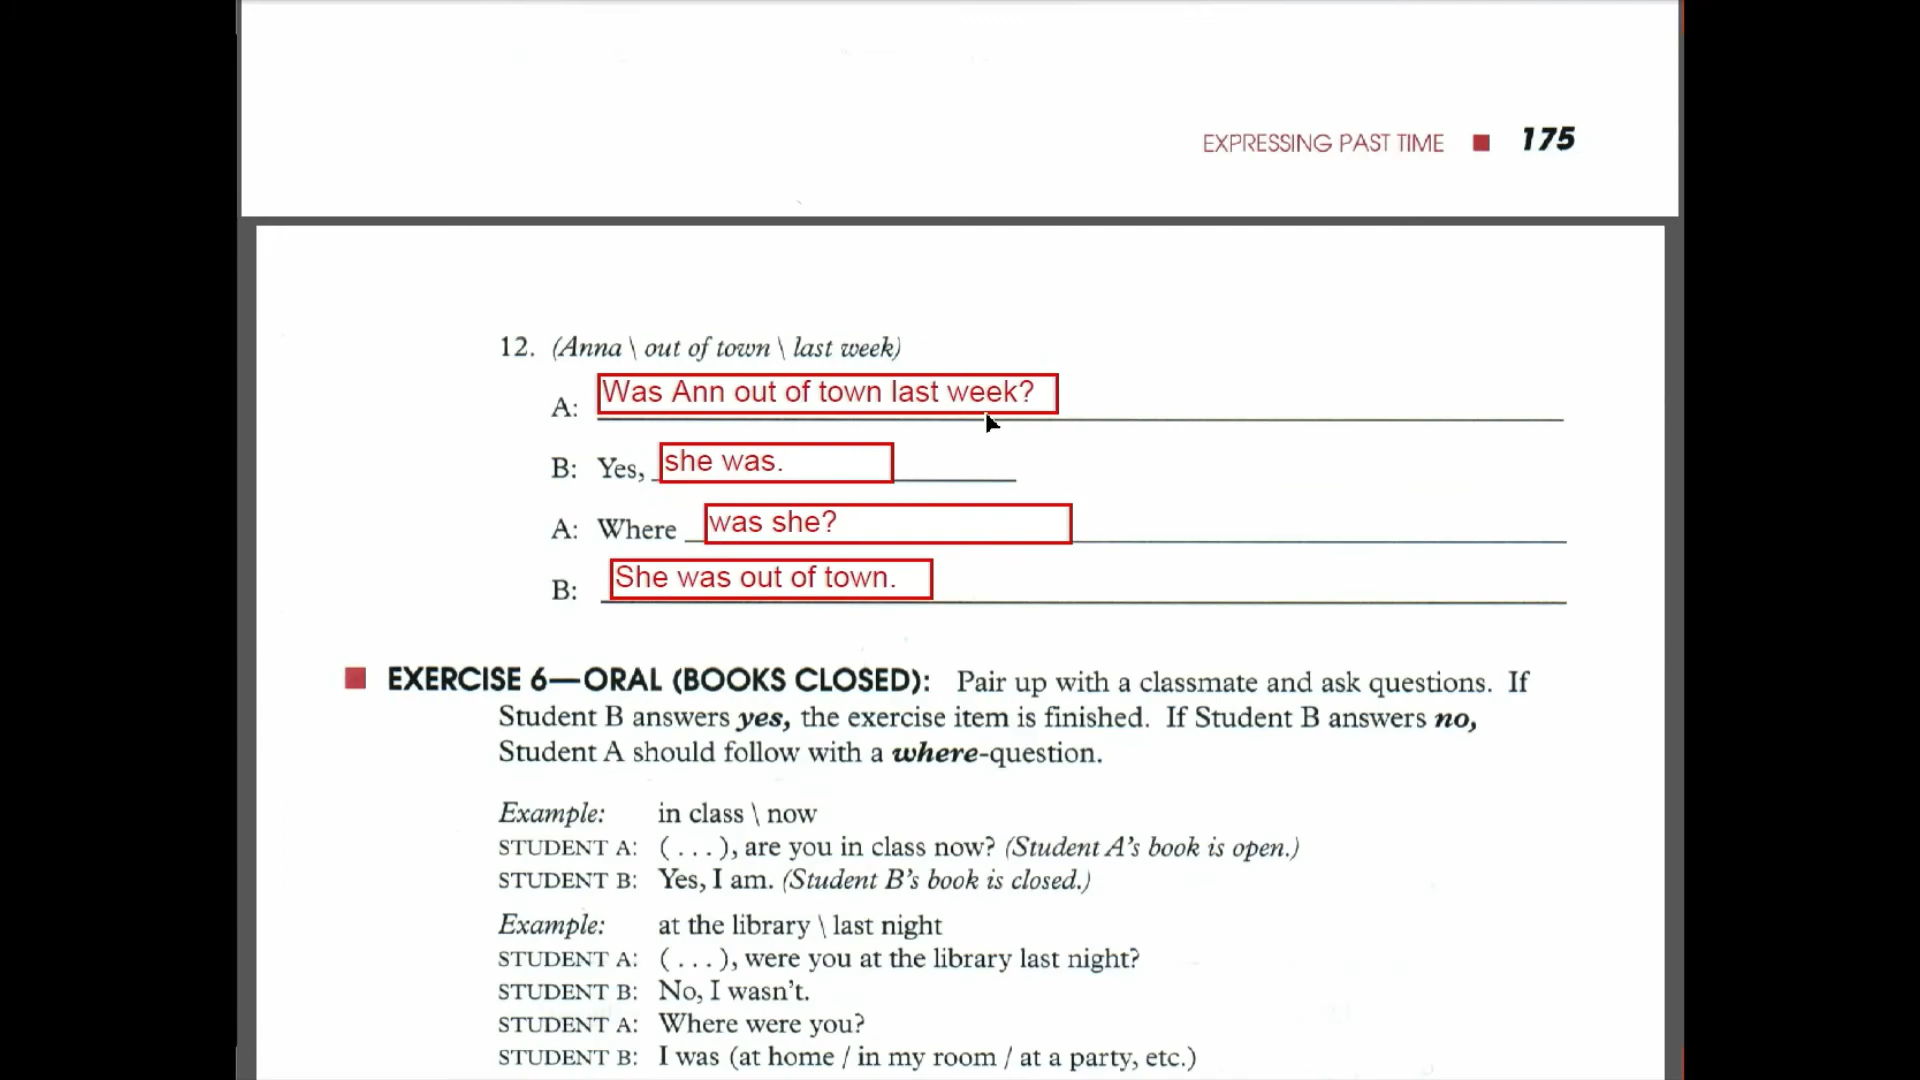 EXPRESSING PAST TIME ■ 175
12. (Anna \ out of town \ last week)
A: Was Ann out of town last week?
B: Yes, she was.
A: Where was she?
B: She was out of town.
■ EXERCISE 6—ORAL (BOOKS CLOSED): Pair up with a classmate and ask questions. If
Student B answers yes, the exercise item is finished. If Student B answers no,
Student A should follow with a where-question.
Example: in class \ now
STUDENT A: ( . . . ), are you in class now? (Student A's book is open.)
STUDENT B: Yes, I am. (Student B's book is closed.)
Example: at the library \ last night
STUDENT A: ( . . . ), were you at the library last night?
STUDENT B: No, I wasn't.
STUDENT A: Where were you?
STUDENT B: I was (at home / in my room / at a party, etc.)